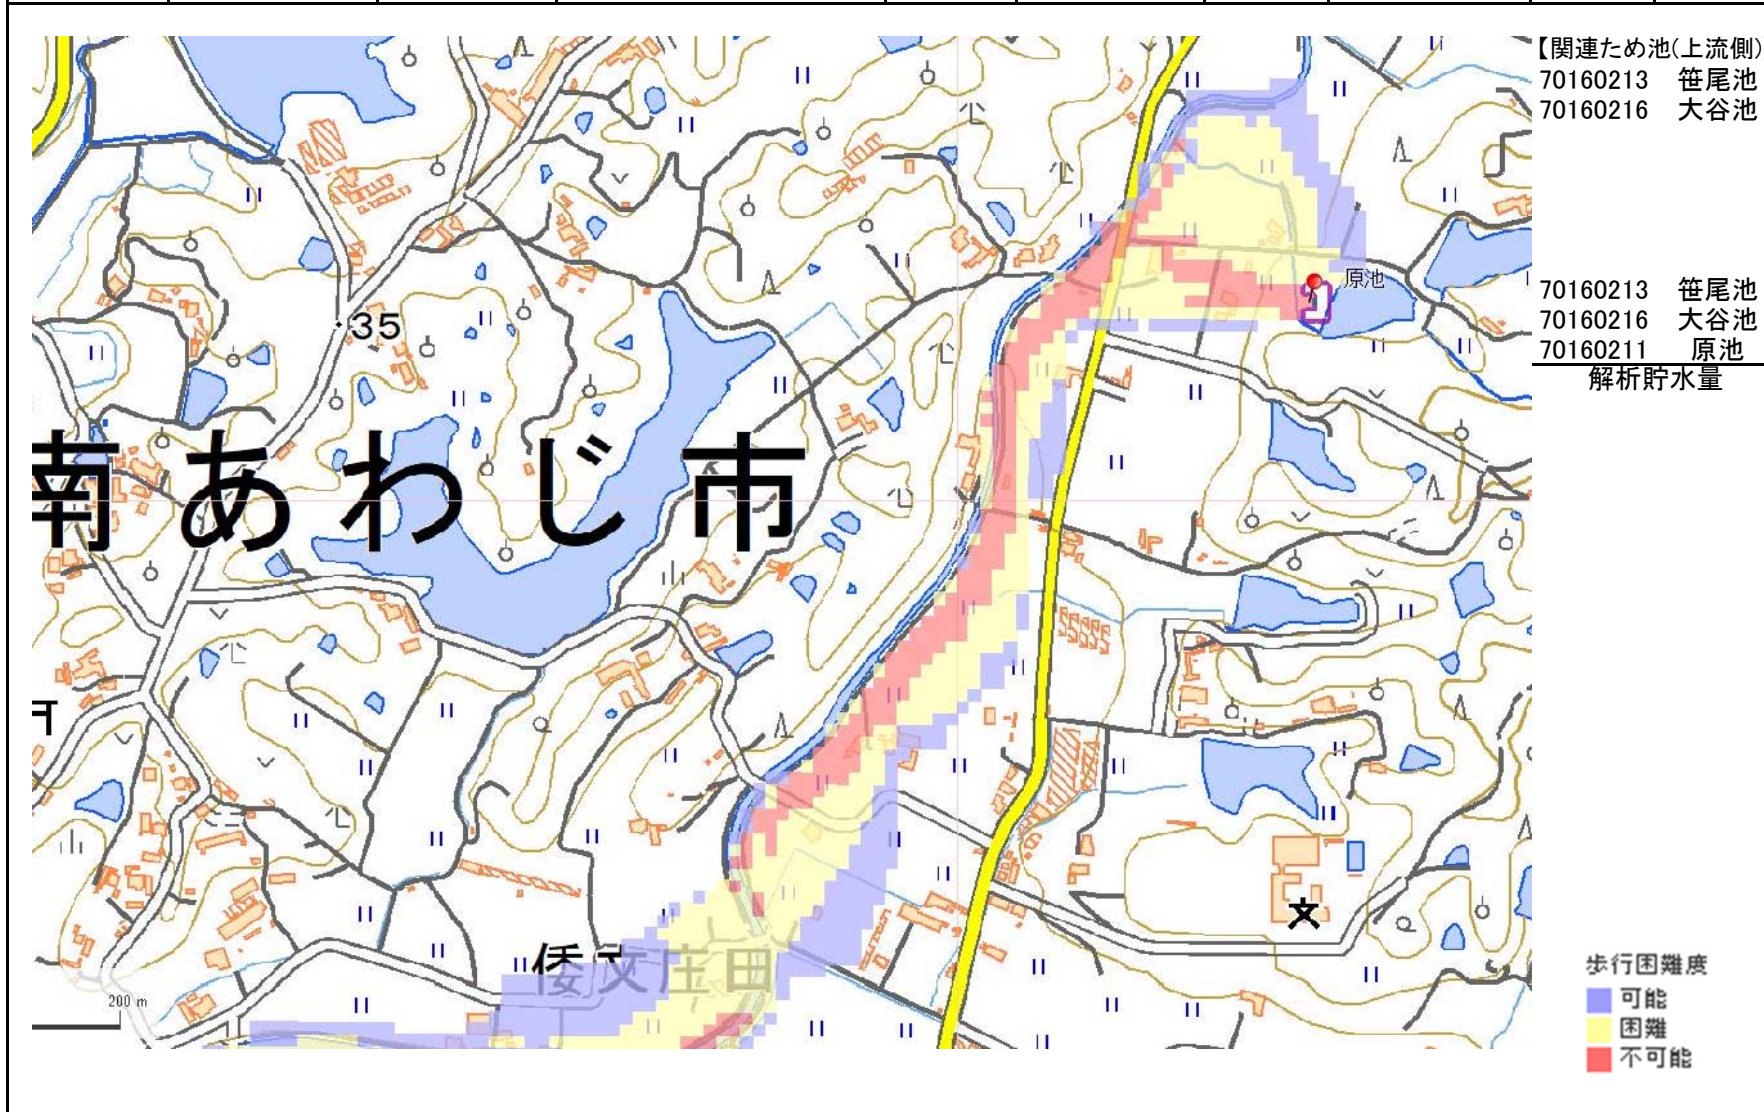 【関連ため池(上流側)
70160213 笹尾池
70160216 大谷池
原池
70160213 笹尾池
70160216 大谷池
70160211 原池
解析貯水量
35
南あわじ市
倭文庄田
200 m
歩行困難度
可能
困難
不可能